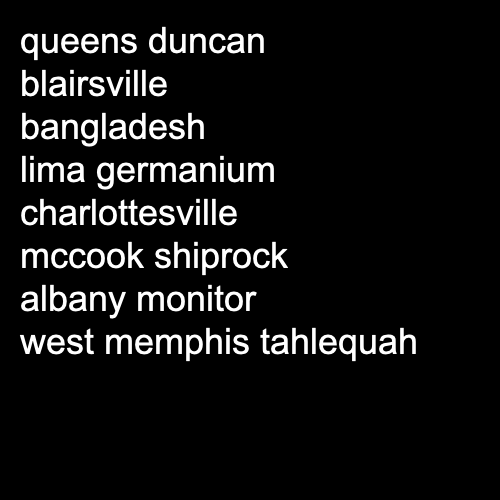 queens duncan
blairsville
bangladesh
lima germanium
charlottesville
mccook shiprock
albany monitor
west memphis tahlequah